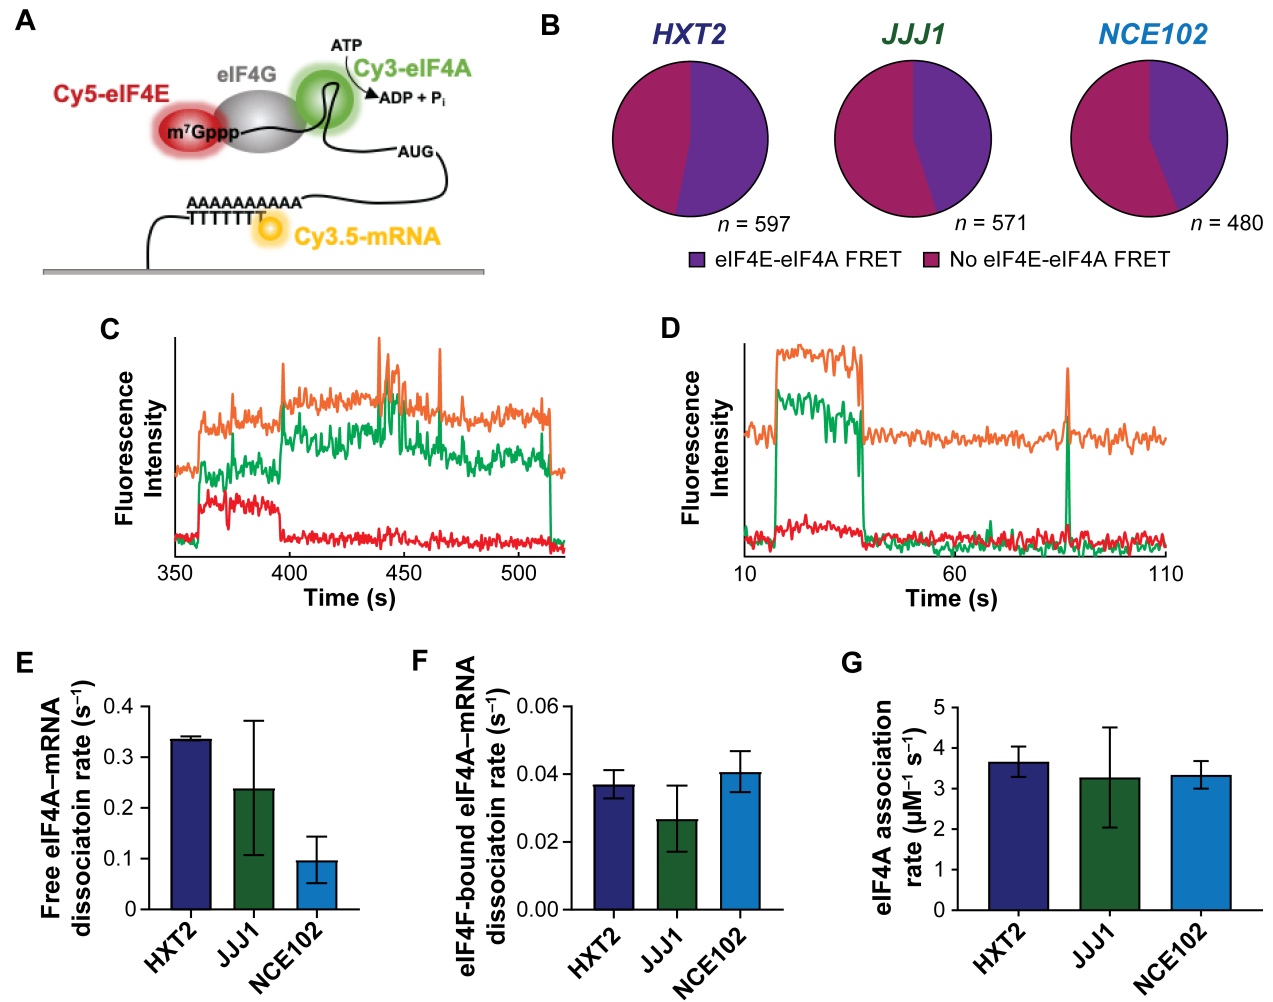 A
ATP
Cy3-eIF4A
eIF4G
Cy5-eIF4E
ADP + Pi
m⁷Gppp
AUG
AAAAAAAAAA
TTTTTTT
Cy3.5-mRNA
B
HXT2
JJJ1
NCE102
n = 597
n = 571
n = 480
eIF4E-eIF4A FRET
No eIF4E-eIF4A FRET
C
Fluorescence
Intensity
350
400
450
500
Time (s)
D
Fluorescence
Intensity
10
60
110
Time (s)
E
Free eIF4A–mRNA
dissociatoin rate (s⁻¹)
0.4
0.3
0.2
0.1
0
HXT2
JJJ1
NCE102
F
eIF4F-bound eIF4A–mRNA
dissociatoin rate (s⁻¹)
0.06
0.04
0.02
0.00
HXT2
JJJ1
NCE102
G
eIF4A association
rate (µM⁻¹ s⁻¹)
5
4
3
2
1
0
HXT2
JJJ1
NCE102